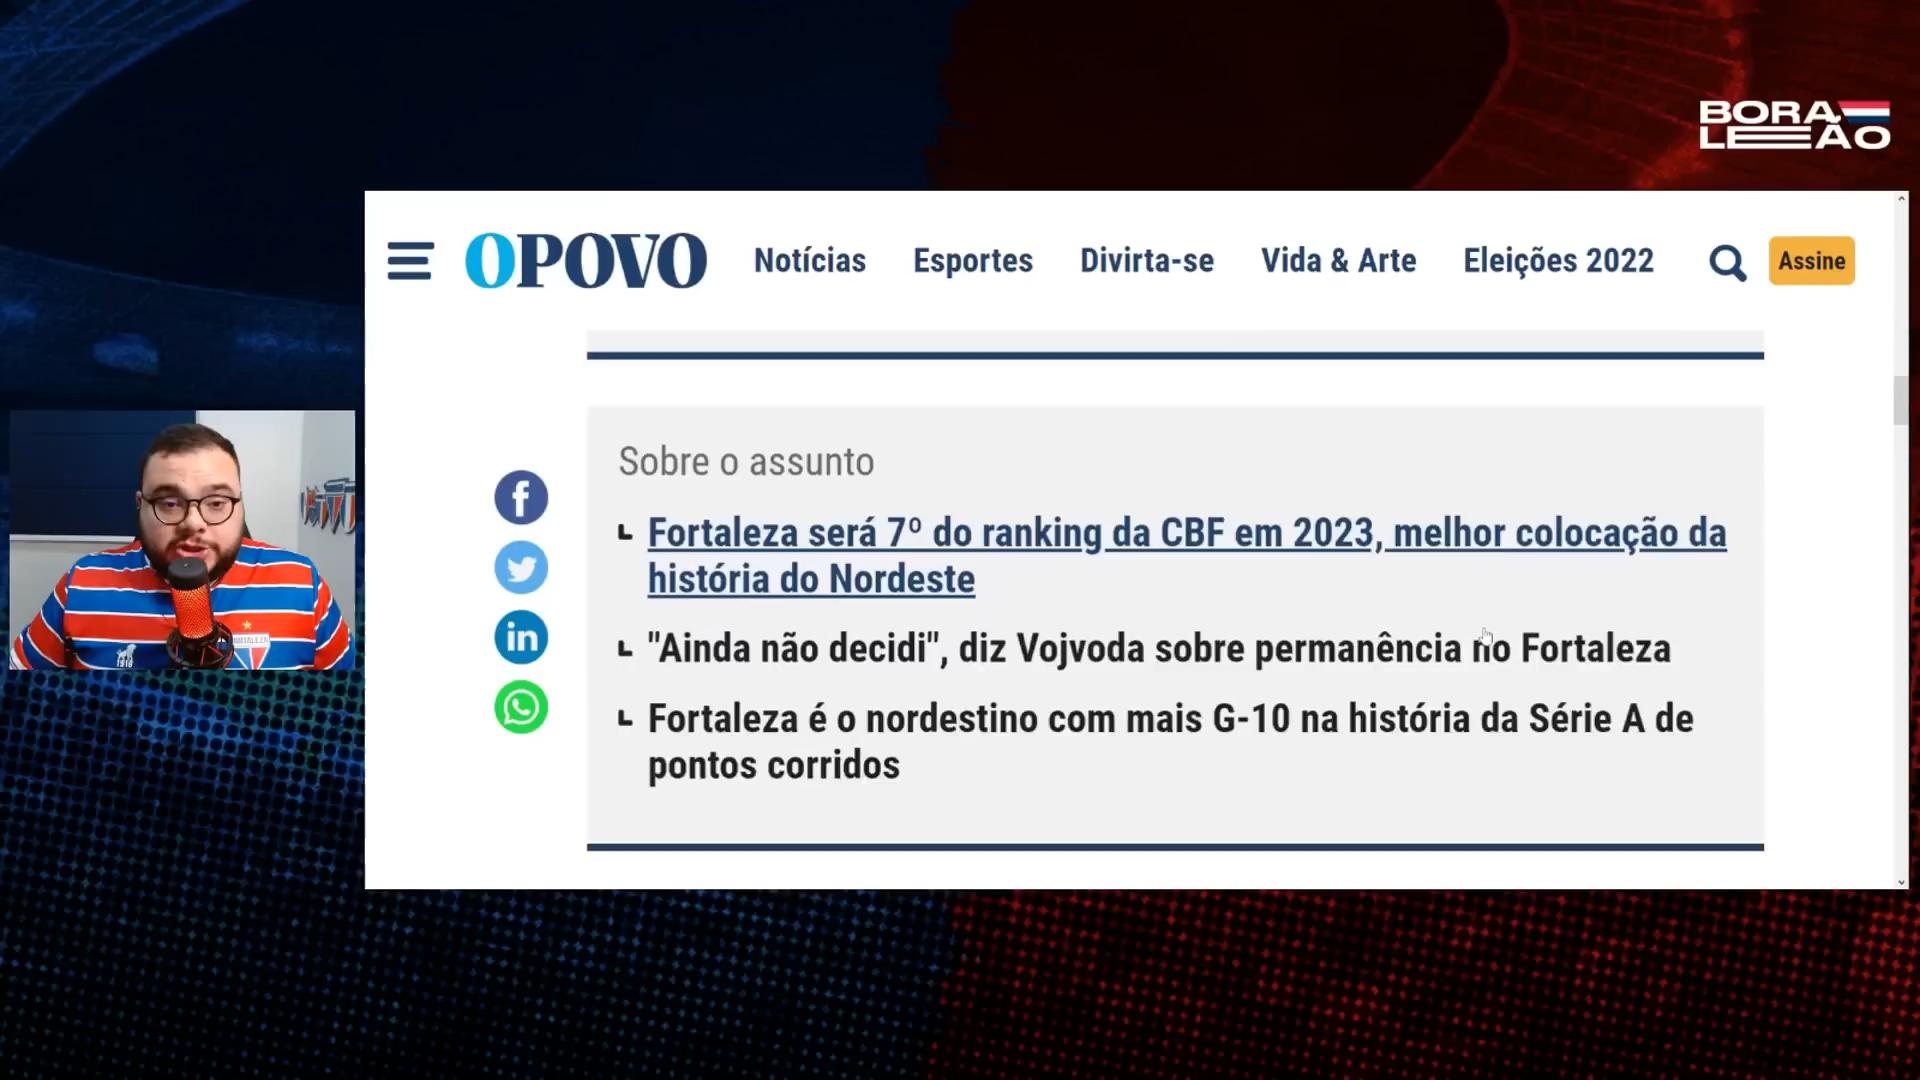 BORA
LEÃO
OPOVO
Notícias
Esportes
Divirta-se
Vida & Arte
Eleições 2022
Assine
Sobre o assunto
Fortaleza será 7º do ranking da CBF em 2023, melhor colocação da
história do Nordeste
"Ainda não decidi", diz Vojvoda sobre permanência no Fortaleza
Fortaleza é o nordestino com mais G-10 na história da Série A de
pontos corridos
FORTALEZA
1918